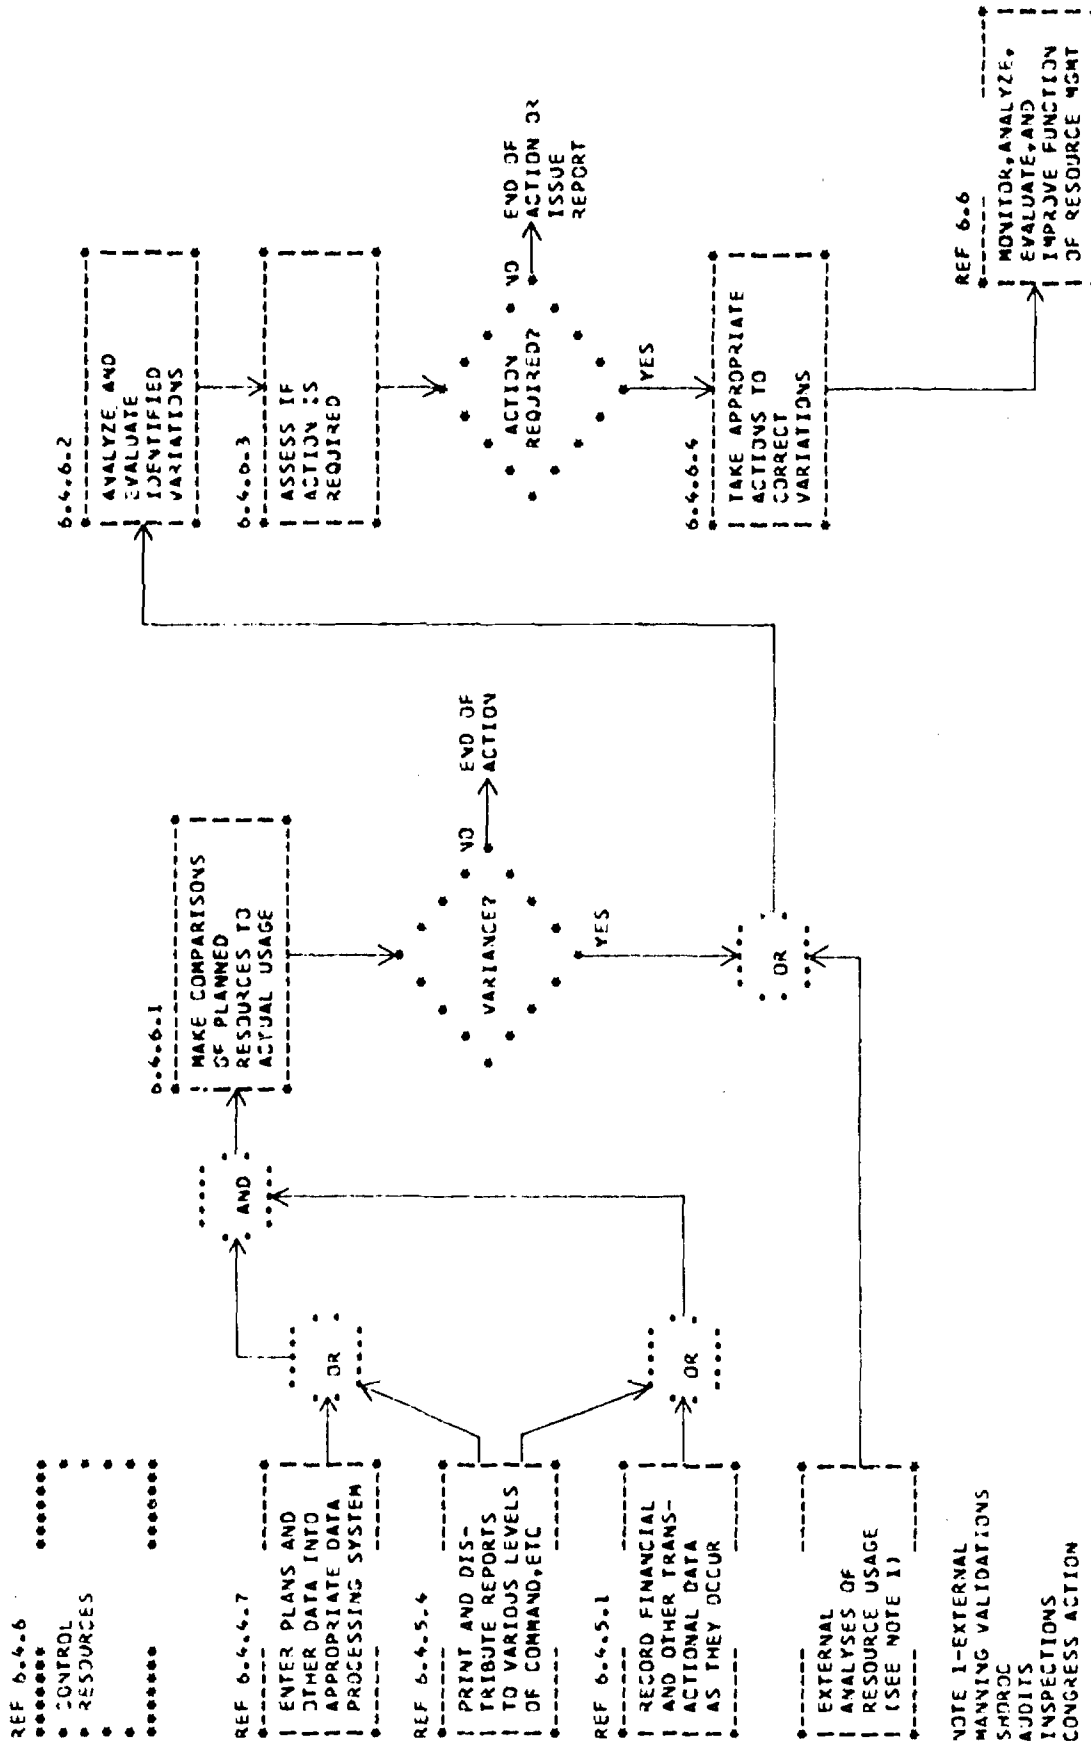 REF 6.4.6
CONTROL
RESOURCES
REF 6.4.4.7
ENTER PLANS AND
OTHER DATA INTO
APPROPRIATE DATA
PROCESSING SYSTEM
REF 6.4.5.4
PRINT AND DIS-
TRIBUTE REPORTS
TO VARIOUS LEVELS
OF COMMAND,ETC
REF 6.4.5.1
RECORD FINANCIAL
AND OTHER TRANS-
ACTIONAL DATA
AS THEY OCCUR
EXTERNAL
ANALYSES OF
RESOURCE USAGE
(SEE NOTE 1)
NOTE 1-EXTERNAL
MANNING VALIDATIONS
SHOROC
AUDITS
INSPECTIONS
CONGRESS ACTION
OR
OR
AND
6.4.6.1
MAKE COMPARISONS
OF PLANNED
RESOURCES TO
ACTUAL USAGE
VARIANCE?
NO
END OF
ACTION
YES
OR
6.4.6.2
ANALYZE AND
EVALUATE
IDENTIFIED
VARIATIONS
6.4.6.3
ASSESS IF
ACTION IS
REQUIRED
ACTION
REQUIRED?
NO
END OF
ACTION OR
ISSUE
REPORT
YES
6.4.6.4
TAKE APPROPRIATE
ACTIONS TO
CORRECT
VARIATIONS
REF 6.6
MONITOR,ANALYZE,
EVALUATE,AND
IMPROVE FUNCTION
OF RESOURCE MGMT